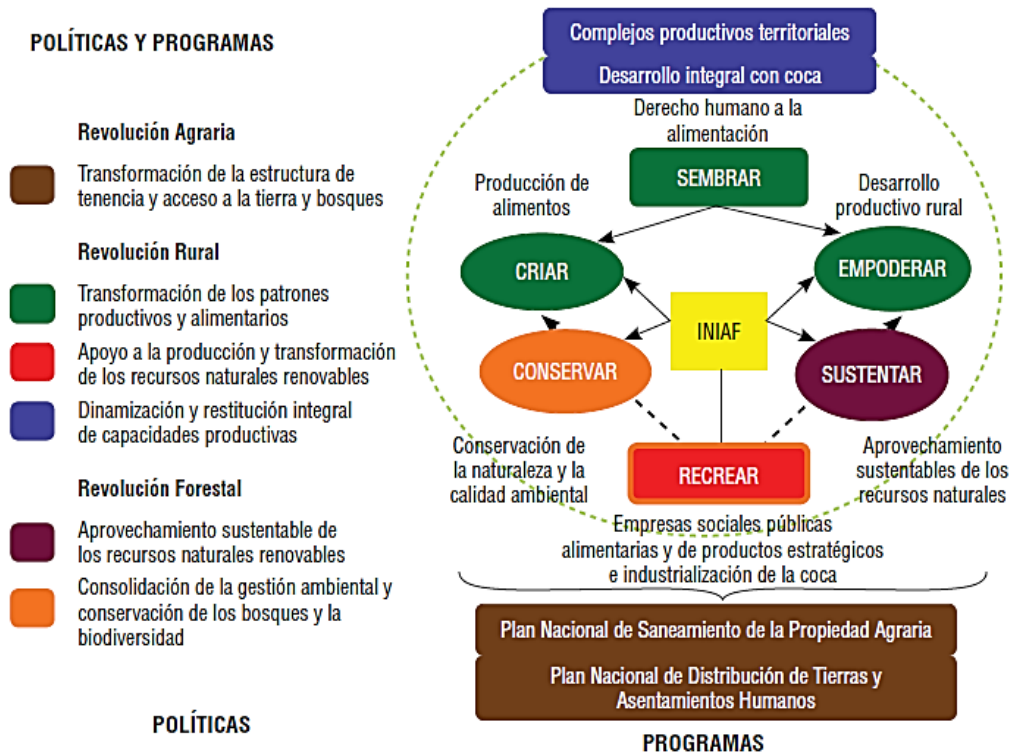 POLÍTICAS Y PROGRAMAS
Revolución Agraria
Transformación de la estructura de
tenencia y acceso a la tierra y bosques
Revolución Rural
Transformación de los patrones
productivos y alimentarios
Apoyo a la producción y transformación
de los recursos naturales renovables
Dinamización y restitución integral
de capacidades productivas
Revolución Forestal
Aprovechamiento sustentable de
los recursos naturales renovables
Consolidación de la gestión ambiental y
conservación de los bosques y la
biodiversidad
POLÍTICAS
Complejos productivos territoriales
Desarrollo integral con coca
Derecho humano a la
alimentación
SEMBRAR
Producción de
alimentos
Desarrollo
productivo rural
CRIAR
EMPODERAR
INIAF
CONSERVAR
SUSTENTAR
Conservación de
la naturaleza y la
calidad ambiental
RECREAR
Aprovechamiento
sustentables de los
recursos naturales
Empresas sociales públicas
alimentarias y de productos estratégicos
e industrialización de la coca
Plan Nacional de Saneamiento de la Propiedad Agraria
Plan Nacional de Distribución de Tierras y
Asentamientos Humanos
PROGRAMAS